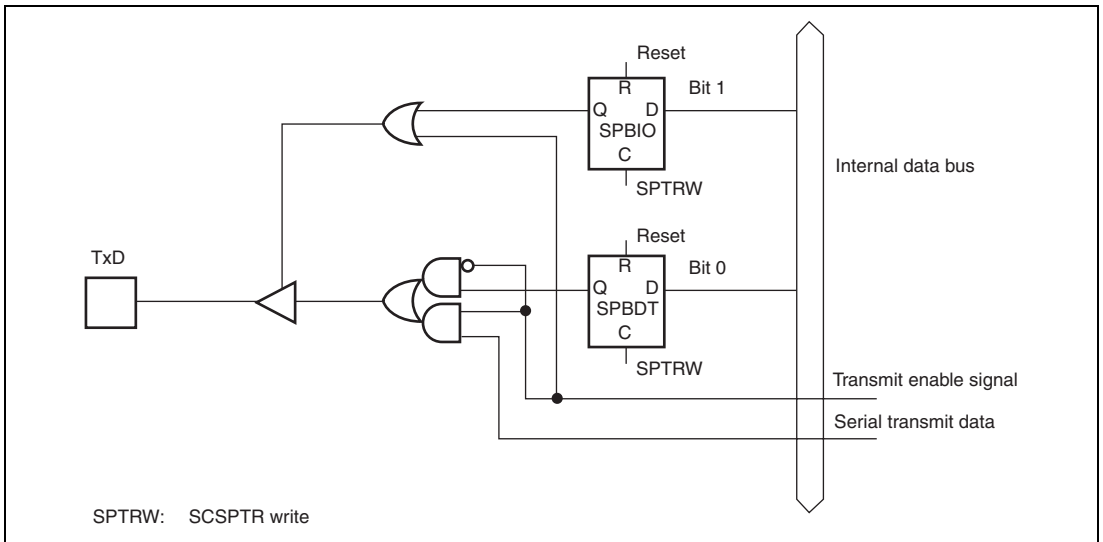 Reset
R
Bit 1
Q D
SPBIO
C
SPTRW
Internal data bus
Reset
TxD
R
Bit 0
Q D
SPBDT
C
SPTRW
Transmit enable signal
Serial transmit data
SPTRW: SCSPTR write